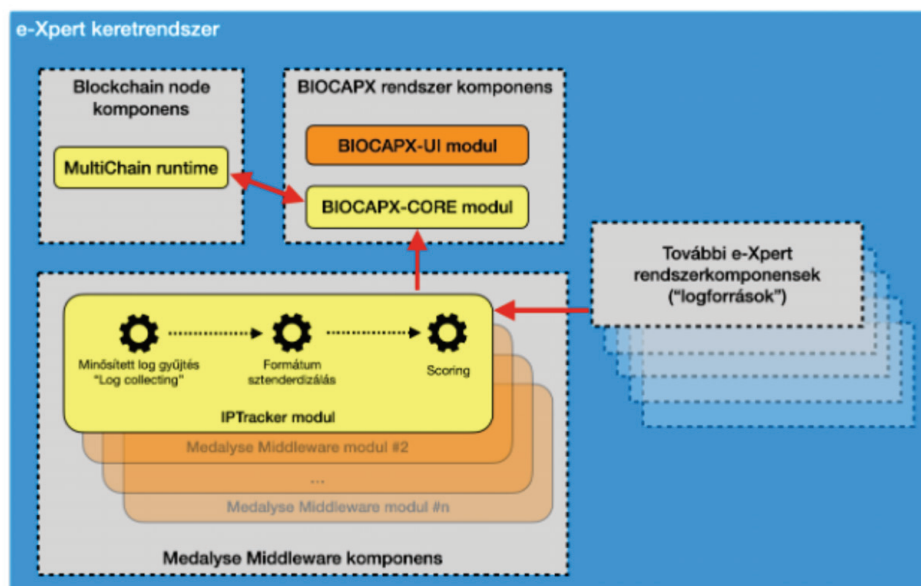 e-Xpert keretrendszer
Blockchain node
komponens
MultiChain runtime
BIOCAPX rendszer komponens
BIOCAPX-UI modul
BIOCAPX-CORE modul
További e-Xpert
rendszerkomponensek
("logforrások")
Minősített log gyűjtés
"Log collecting"
Formátum
sztenderdizálás
Scoring
IPTracker modul
Medalyse Middleware modul #2
...
Medalyse Middleware modul #n
Medalyse Middleware komponens